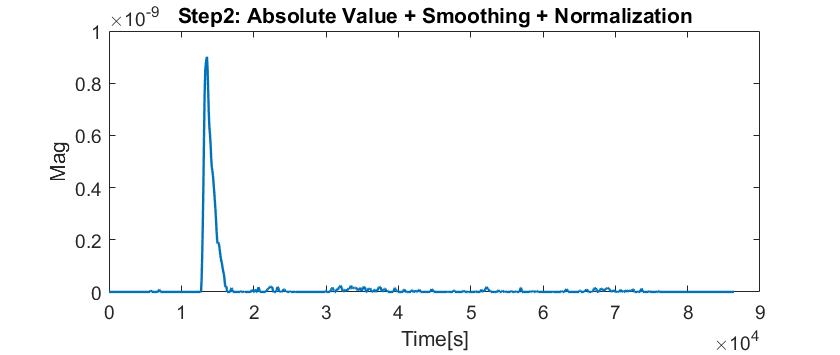 ×10⁻⁹ Step2: Absolute Value + Smoothing + Normalization
1
0.8
0.6
0.4
0.2
0
Mag
0 1 2 3 4 5 6 7 8 9
Time[s] ×10⁴